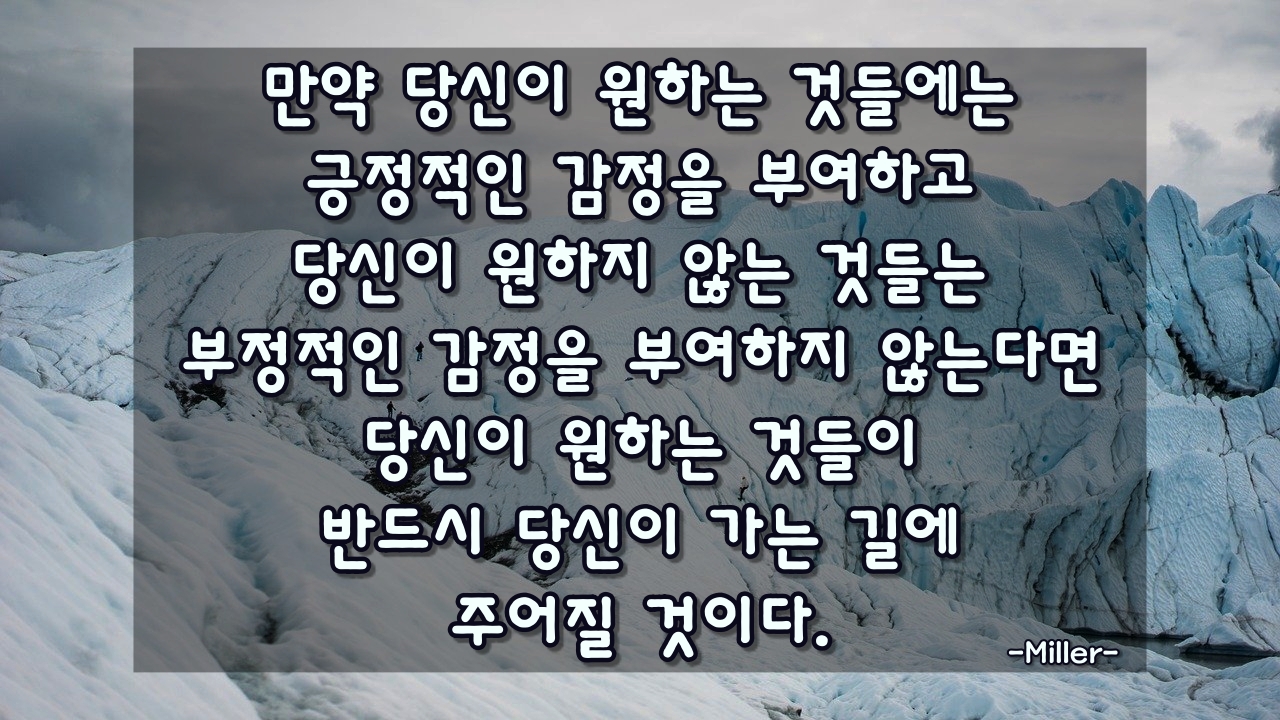 만약 당신이 원하는 것들에는
긍정적인 감정을 부여하고
당신이 원하지 않는 것들는
부정적인 감정을 부여하지 않는다면
당신이 원하는 것들이
반드시 당신이 가는 길에
주어질 것이다.
-Miller-